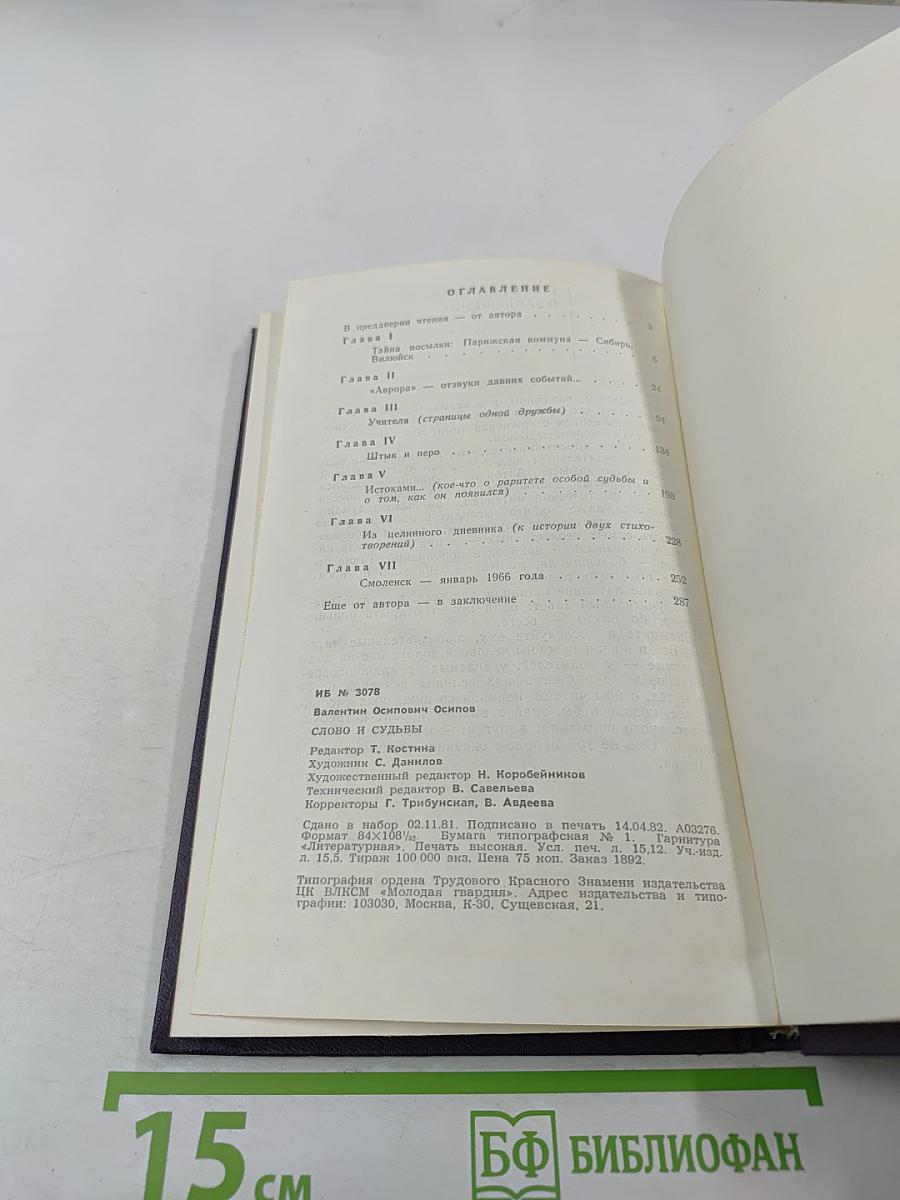 ОГЛАВЛЕНИЕ
В преддверии чтения — от автора . . . . . . . 3
Глава I
Тайна посылки: Парижская коммуна — Сибирь,
Вилюйск . . . . . . . . . . . . . . 6
Глава II
«Аврора» — отзвуки давних событий... . . . . 24
Глава III
Учителя (страницы одной дружбы) . . . . . 94
Глава IV
Штык и перо . . . . . . . . . . . . 134
Глава V
Истоками... (кое-что о раритете особой судьбы и
о том, как он появился) . . . . . . . . . 198
Глава VI
Из целинного дневника (к истории двух стихо-
творений) . . . . . . . . . . . . . . 228
Глава VII
Смоленск — январь 1966 года . . . . . . . 252
Еще от автора — в заключение . . . . . . . . . 287
ИБ № 3078
Валентин Осипович Осипов
СЛОВО И СУДЬБЫ
Редактор Т. Костина
Художник С. Данилов
Художественный редактор Н. Коробейников
Технический редактор В. Савельева
Корректоры Г. Трибунская, В. Авдеева
Сдано в набор 02.11.81. Подписано в печать 14.04.82. А03276.
Формат 84×108¹/₃₂. Бумага типографская № 1. Гарнитура
«Литературная». Печать высокая. Усл. печ. л. 15,12. Уч.-изд.
л. 15,5. Тираж 100 000 экз. Цена 75 коп. Заказ 1892.
Типография ордена Трудового Красного Знамени издательства
ЦК ВЛКСМ «Молодая гвардия». Адрес издательства и типо-
графии: 103030, Москва, К-30, Сущевская, 21.
15 см
БФ БИБЛИОФАН